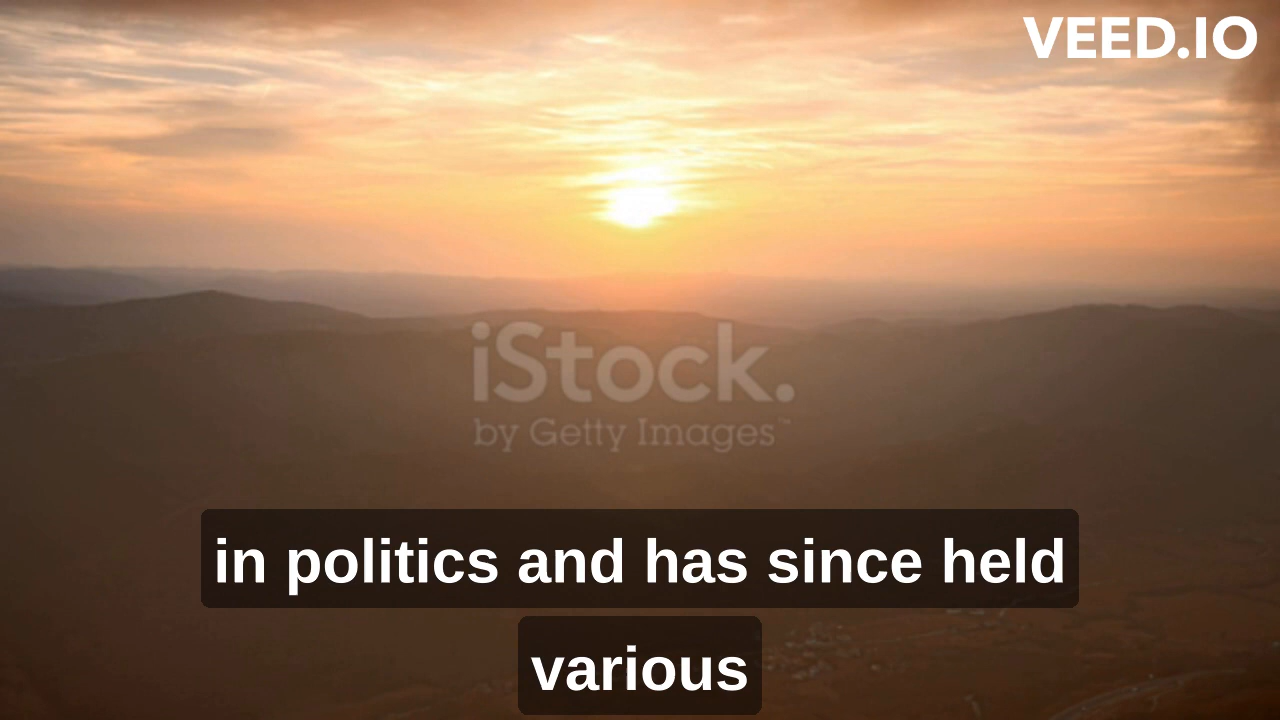 VEED.IO
iStock.
by Getty Images™
in politics and has since held
various